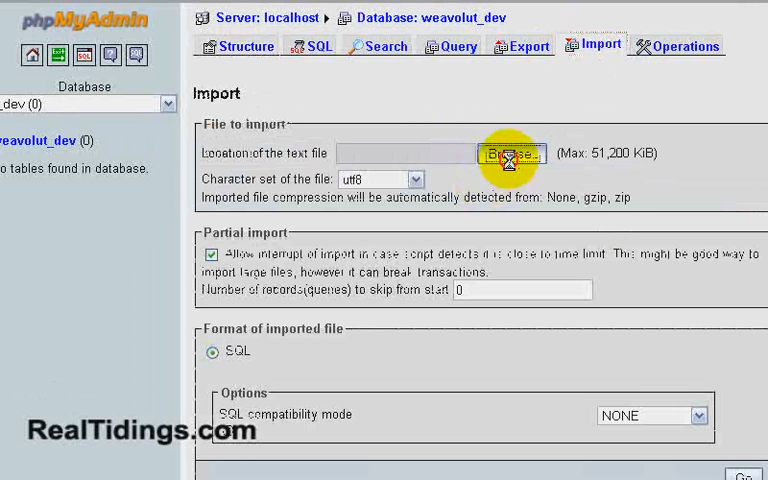 phpMyAdmin
Server: localhost Database: weavolut_dev
Structure SQL Search Query Export Import Operations
Database
_dev (0)
weavolut_dev (0)
o tables found in database.
Import
File to import
Location of the text file (Max: 51,200 KiB)
Character set of the file: utf8
Imported file compression will be automatically detected from: None, gzip, zip
Partial import
Allow interrupt of import in case script detects it is close to time limit. This might be good way to
import large files, however it can break transactions.
Number of records(queries) to skip from start 0
Format of imported file
SQL
Options
SQL compatibility mode NONE
RealTidings.com
Go